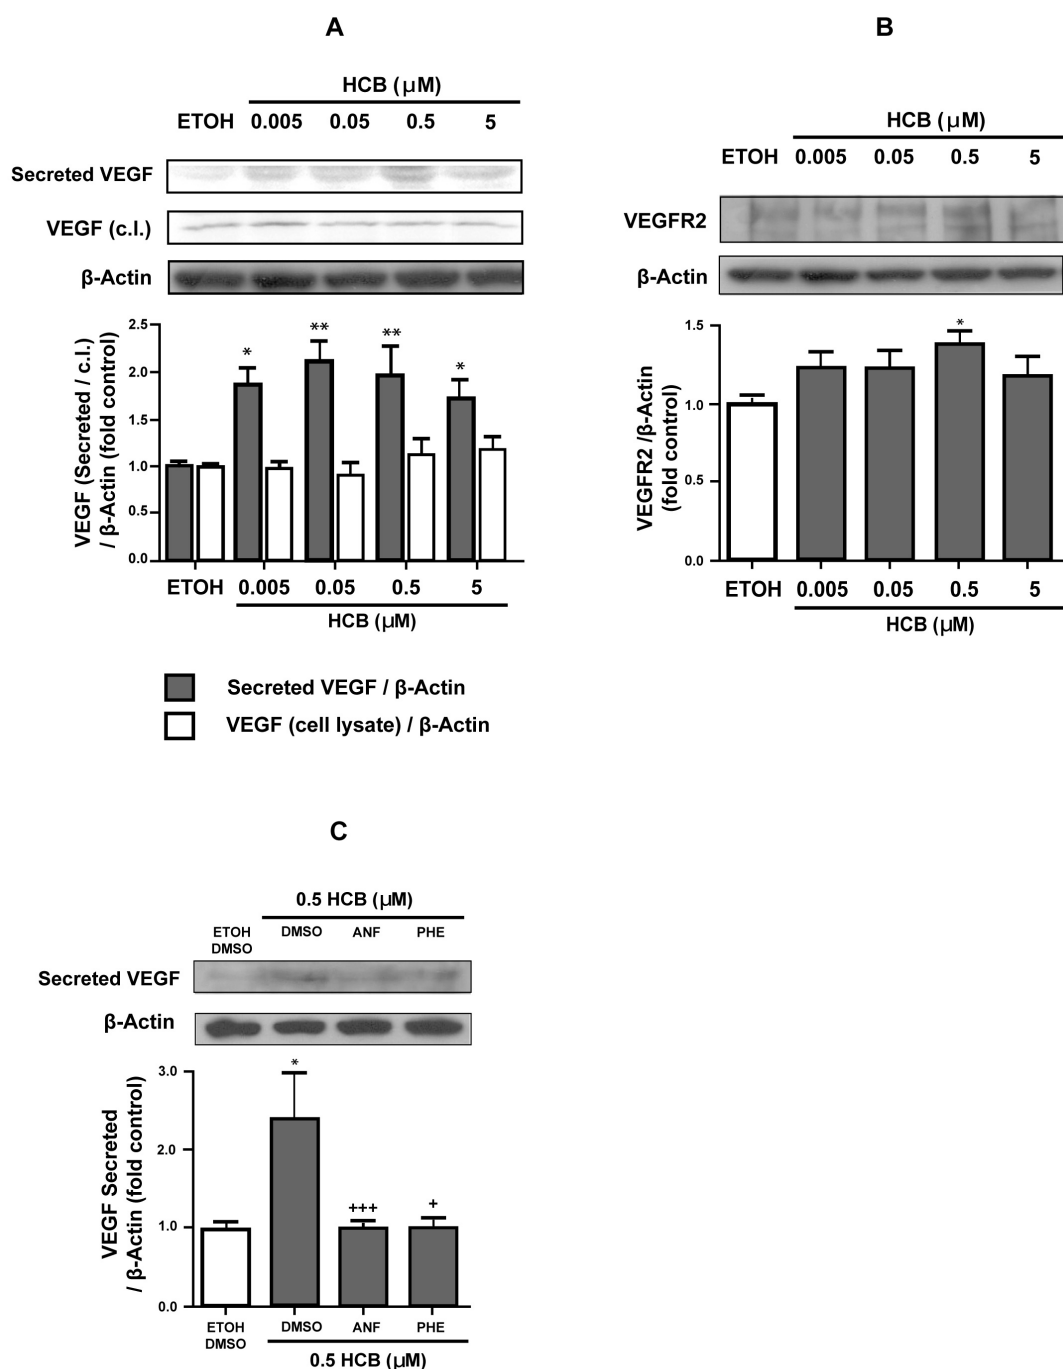 A
HCB (µM)
ETOH 0.005 0.05 0.5 5
Secreted VEGF
VEGF (c.l.)
β-Actin
VEGF (Secreted / c.l.)
/ β-Actin (fold control)
2.5
2.0
1.5
1.0
0.5
0.0
* ** ** *
ETOH 0.005 0.05 0.5 5
HCB (µM)
Secreted VEGF / β-Actin
VEGF (cell lysate) / β-Actin
B
HCB (µM)
ETOH 0.005 0.05 0.5 5
VEGFR2
β-Actin
VEGFR2 /β-Actin
(fold control)
1.5
1.0
0.5
0.0
*
ETOH 0.005 0.05 0.5 5
HCB (µM)
C
0.5 HCB (µM)
ETOH DMSO ANF PHE
DMSO
Secreted VEGF
β-Actin
VEGF Secreted
/ β-Actin (fold control)
3.0
2.0
1.0
0.0
*
+++ +
ETOH DMSO ANF PHE
DMSO
0.5 HCB (µM)